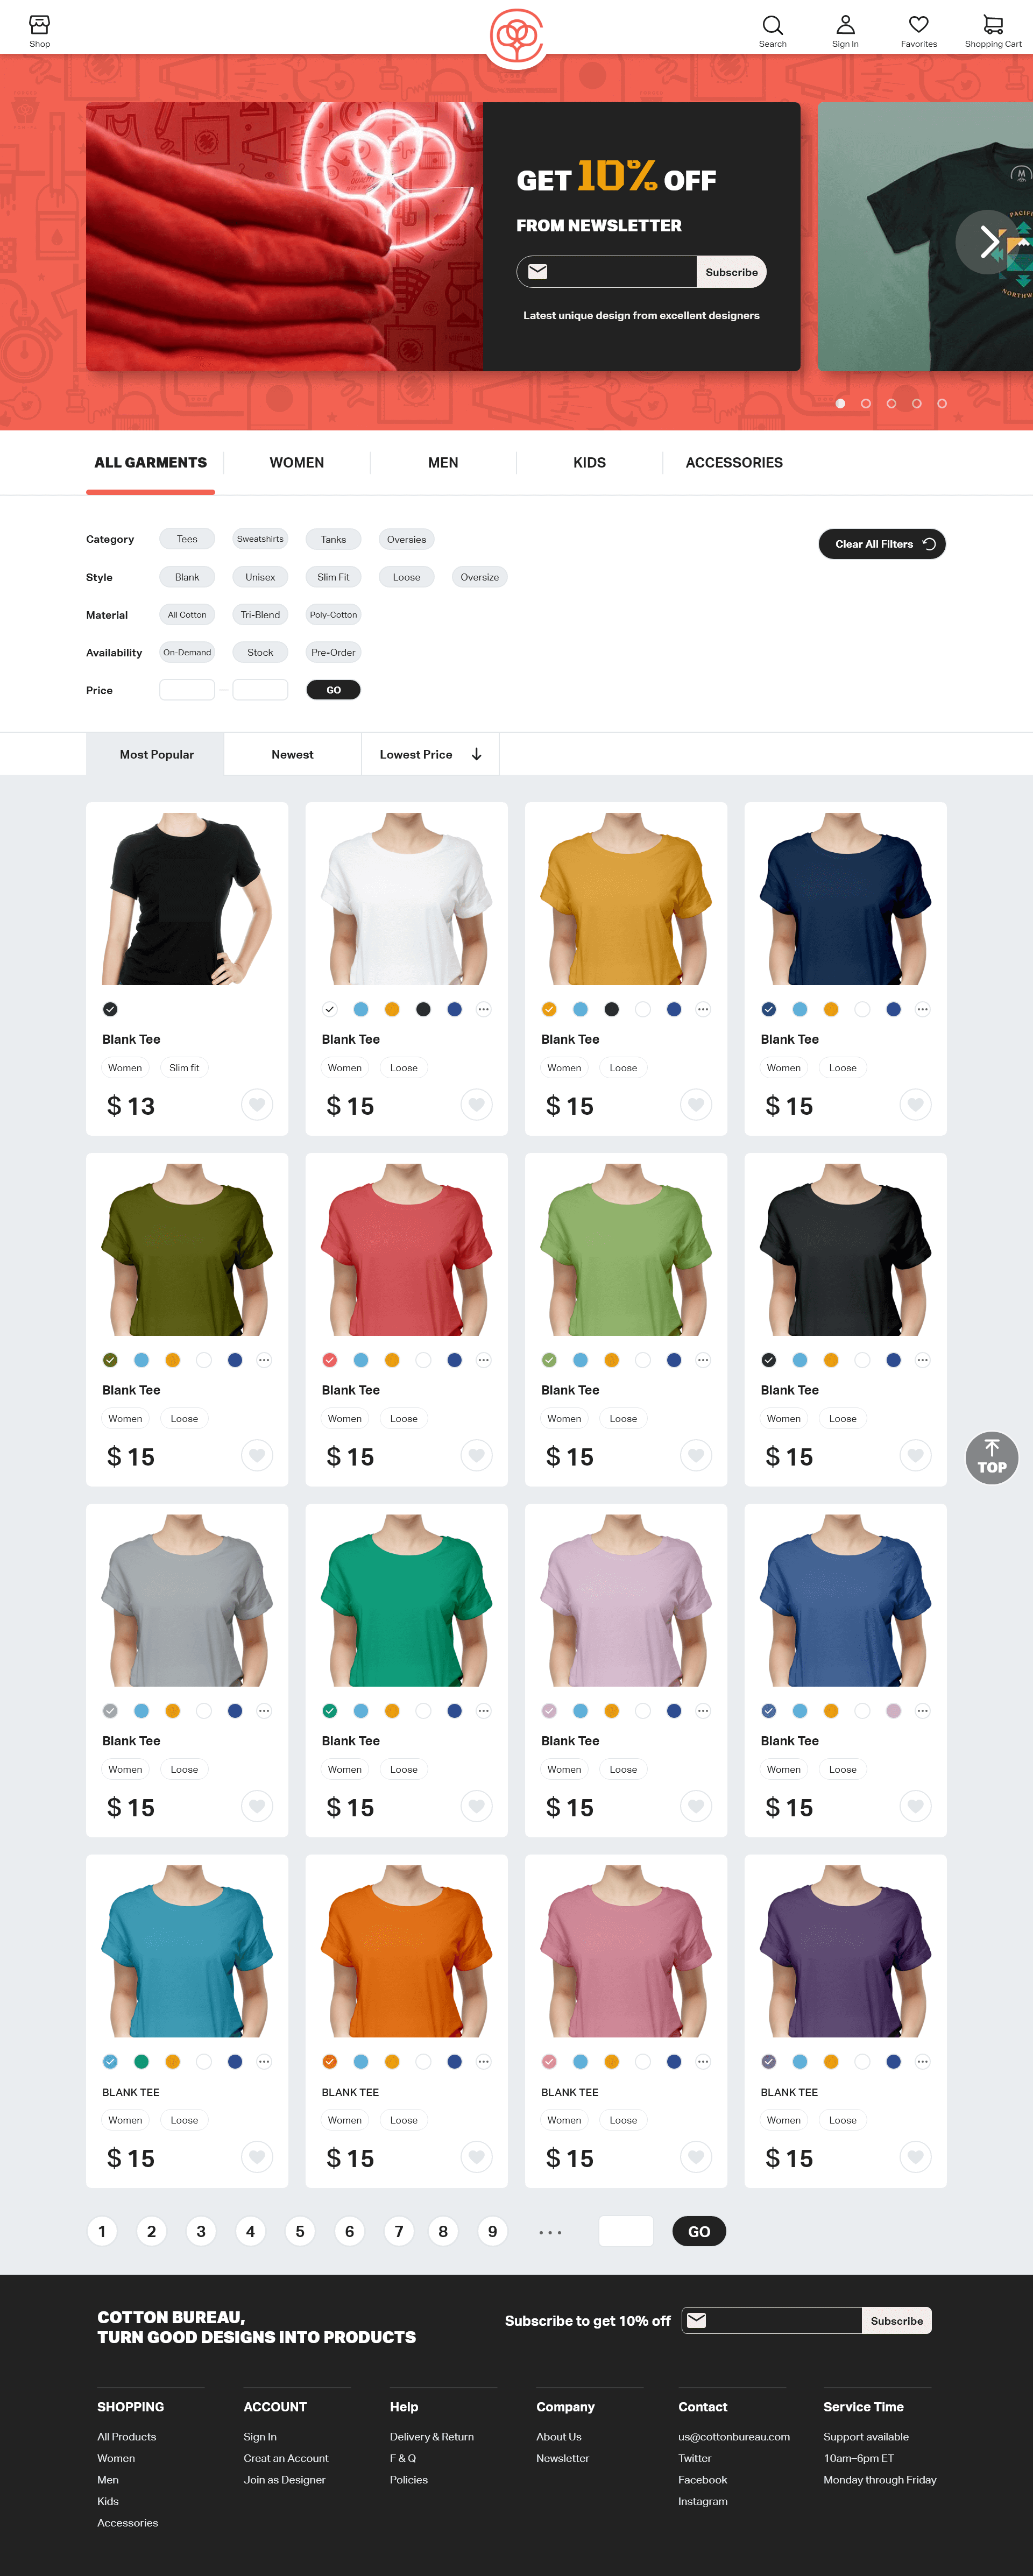 Shop
Search
Sign In
Favorites
Shopping Cart
GET 10% OFF
FROM NEWSLETTER
Subscribe
Latest unique design from excellent designers
M
PACIFI
NORTHW
ALL GARMENTS
WOMEN
MEN
KIDS
ACCESSORIES
Category
Tees
Sweatshirts
Tanks
Oversies
Clear All Filters
Style
Blank
Unisex
Slim Fit
Loose
Oversize
Material
All Cotton
Tri-Blend
Poly-Cotton
Availability
On-Demand
Stock
Pre-Order
Price
GO
Most Popular
Newest
Lowest Price
Blank Tee
Women
Slim fit
$ 13
Blank Tee
Women
Loose
$ 15
Blank Tee
Women
Loose
$ 15
Blank Tee
Women
Loose
$ 15
Blank Tee
Women
Loose
$ 15
Blank Tee
Women
Loose
$ 15
Blank Tee
Women
Loose
$ 15
Blank Tee
Women
Loose
$ 15
TOP
Blank Tee
Women
Loose
$ 15
Blank Tee
Women
Loose
$ 15
Blank Tee
Women
Loose
$ 15
Blank Tee
Women
Loose
$ 15
BLANK TEE
Women
Loose
$ 15
BLANK TEE
Women
Loose
$ 15
BLANK TEE
Women
Loose
$ 15
BLANK TEE
Women
Loose
$ 15
1
2
3
4
5
6
7
8
9
...
GO
COTTON BUREAU,
TURN GOOD DESIGNS INTO PRODUCTS
Subscribe to get 10% off
Subscribe
SHOPPING
All Products
Women
Men
Kids
Accessories
ACCOUNT
Sign In
Creat an Account
Join as Designer
Help
Delivery & Return
F & Q
Policies
Company
About Us
Newsletter
Contact
us@cottonbureau.com
Twitter
Facebook
Instagram
Service Time
Support available
10am–6pm ET
Monday through Friday